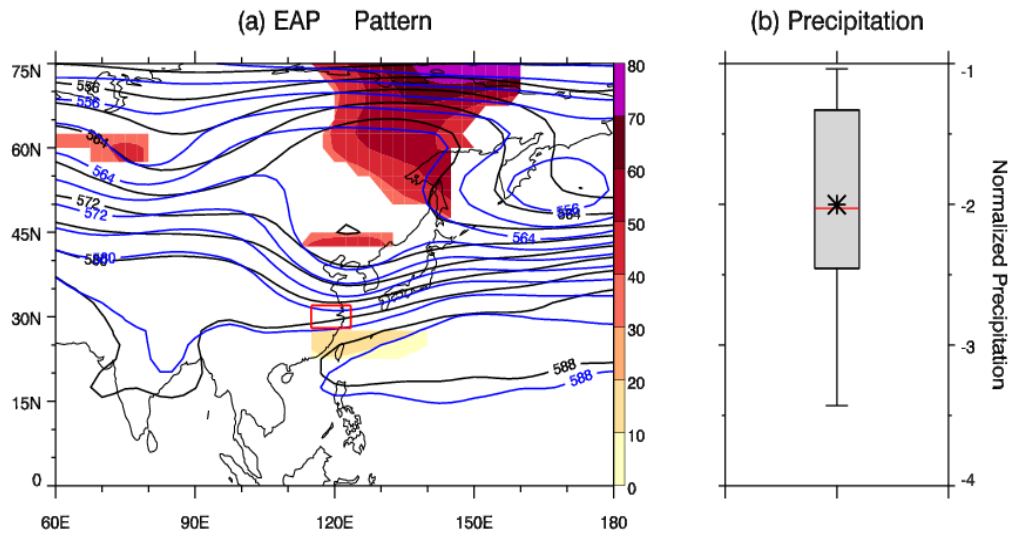 (a) EAP Pattern
(b) Precipitation
75N
60N
45N
30N
15N
0
60E
90E
120E
150E
180
556
556
564
564
572
572
580
580
556
564
564
588
588
80
70
60
50
40
30
20
10
0
-1
-2
-3
-4
Normalized Precipitation